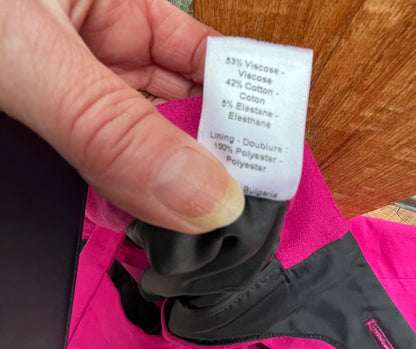 53% Viscose -
Viscose
42% Cotton -
Coton
5% Elastane -
Elasthane
Lining - Doublure :
100% Polyester -
Polyester
Bulgaria